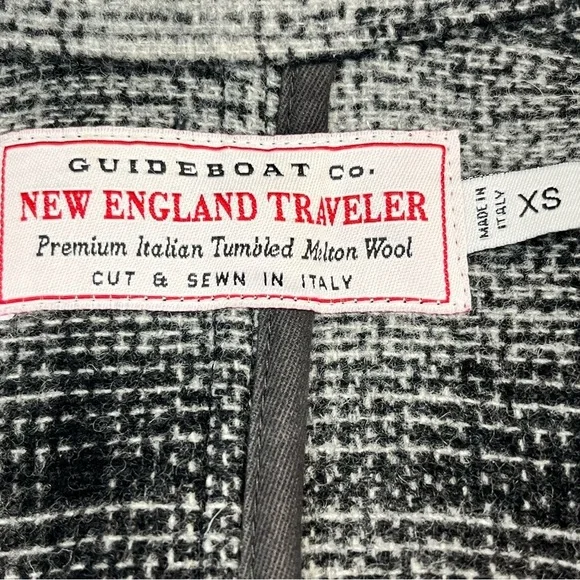 GUIDEBOAT Co.
NEW ENGLAND TRAVELER
Premium Italian Tumbled Melton Wool
CUT & SEWN IN ITALY
MADE IN
ITALY
XS